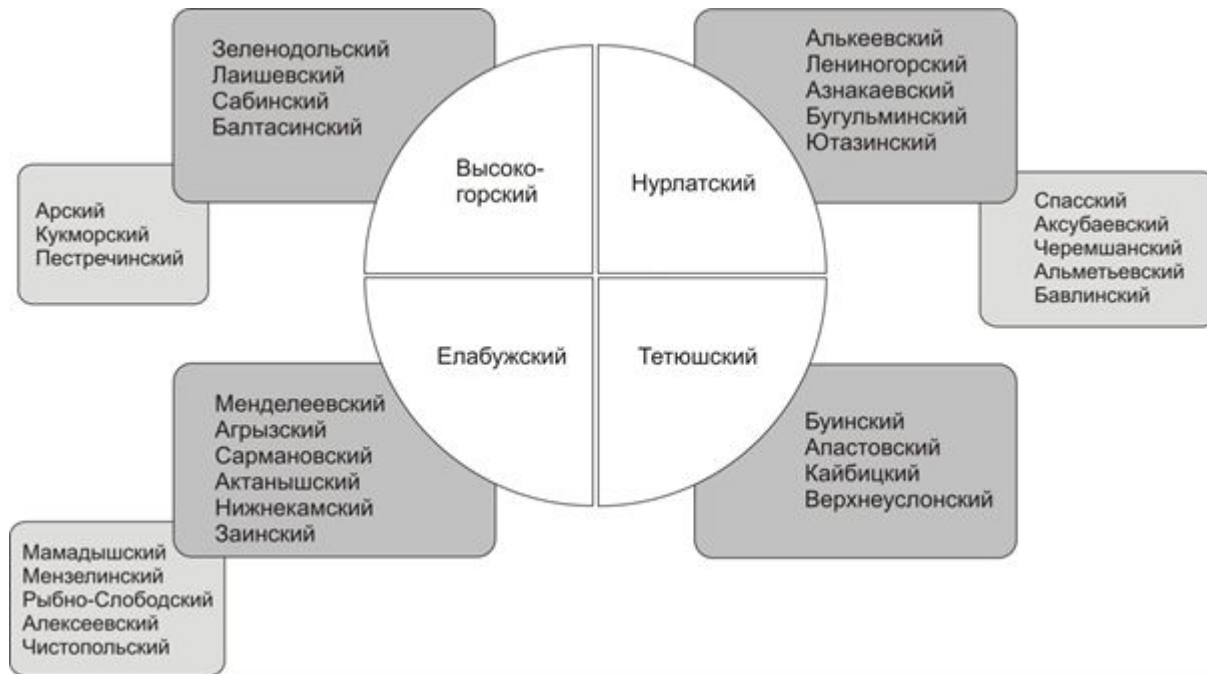 Зеленодольский
Лаишевский
Сабинский
Балтасинский
Арский
Кукморский
Пестречинский
Высоко-
горский
Нурлатский
Алькеевский
Лениногорский
Азнакаевский
Бугульминский
Ютазинский
Спасский
Аксубаевский
Черемшанский
Альметьевский
Бавлинский
Елабужский
Тетюшский
Менделеевский
Агрызский
Сармановский
Актанышский
Нижнекамский
Заинский
Мамадышский
Мензелинский
Рыбно-Слободский
Алексеевский
Чистопольский
Буинский
Апастовский
Кайбицкий
Верхнеуслонский